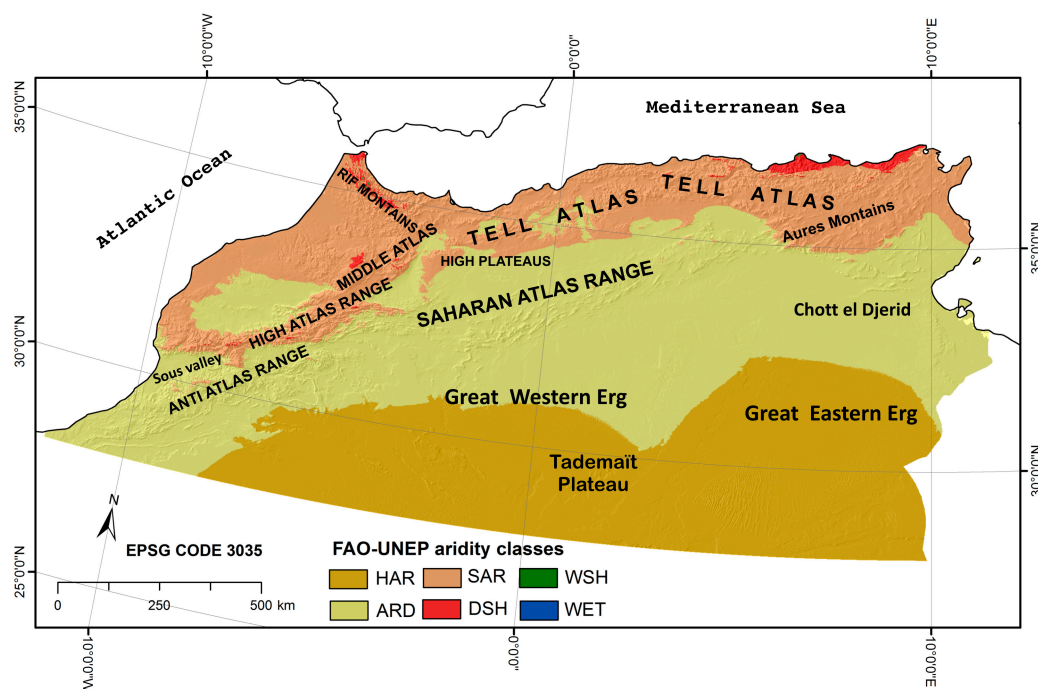 10°0'0"W
0°0'0"
10°0'0"E
35°0'0"N
Mediterranean Sea
Atlantic Ocean
RIF MONTAINS
TELL ATLAS
TELL ATLAS
Aures Montains
MIDDLE ATLAS
HIGH PLATEAUS
35°0'0"N
SAHARAN ATLAS RANGE
HIGH ATLAS RANGE
Chott el Djerid
30°0'0"N
Sous valley
ANTI ATLAS RANGE
Great Western Erg
Great Eastern Erg
Tademaït
Plateau
30°0'0"N
N
EPSG CODE 3035
FAO-UNEP aridity classes
HAR
SAR
WSH
ARD
DSH
WET
0
250
500 km
25°0'0"N
10°0'0"W
0°0'0"
10°0'0"E